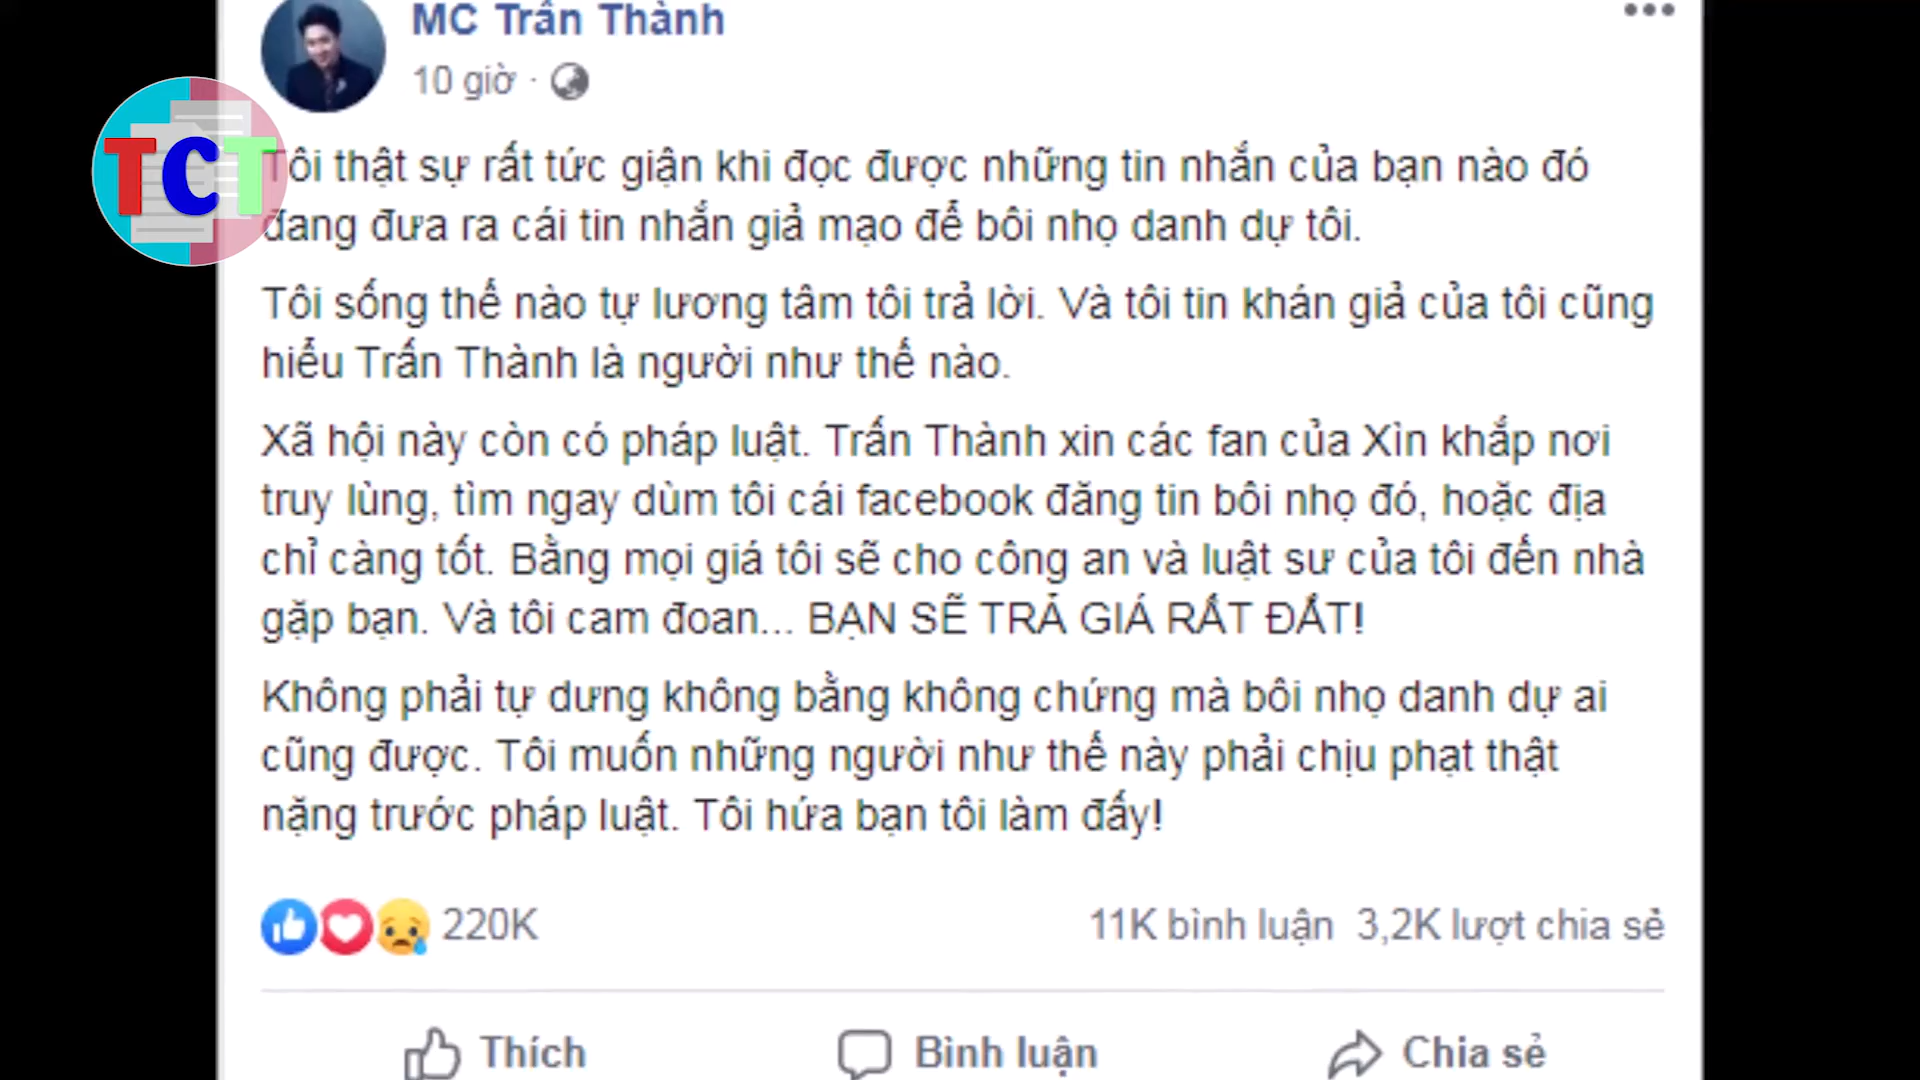 MC Trấn Thành
10 giờ ·
TCT
Tôi thật sự rất tức giận khi đọc được những tin nhắn của bạn nào đó
đang đưa ra cái tin nhắn giả mạo để bôi nhọ danh dự tôi.
Tôi sống thế nào tự lương tâm tôi trả lời. Và tôi tin khán giả của tôi cũng
hiểu Trấn Thành là người như thế nào.
Xã hội này còn có pháp luật. Trấn Thành xin các fan của Xìn khắp nơi
truy lùng, tìm ngay dùm tôi cái facebook đăng tin bôi nhọ đó, hoặc địa
chỉ càng tốt. Bằng mọi giá tôi sẽ cho công an và luật sư của tôi đến nhà
gặp bạn. Và tôi cam đoan... BẠN SẼ TRẢ GIÁ RẤT ĐẮT!
Không phải tự dưng không bằng không chứng mà bôi nhọ danh dự ai
cũng được. Tôi muốn những người như thế này phải chịu phạt thật
nặng trước pháp luật. Tôi hứa bạn tôi làm đấy!
220K 11K bình luận 3,2K lượt chia sẻ
Thích Bình luận Chia sẻ